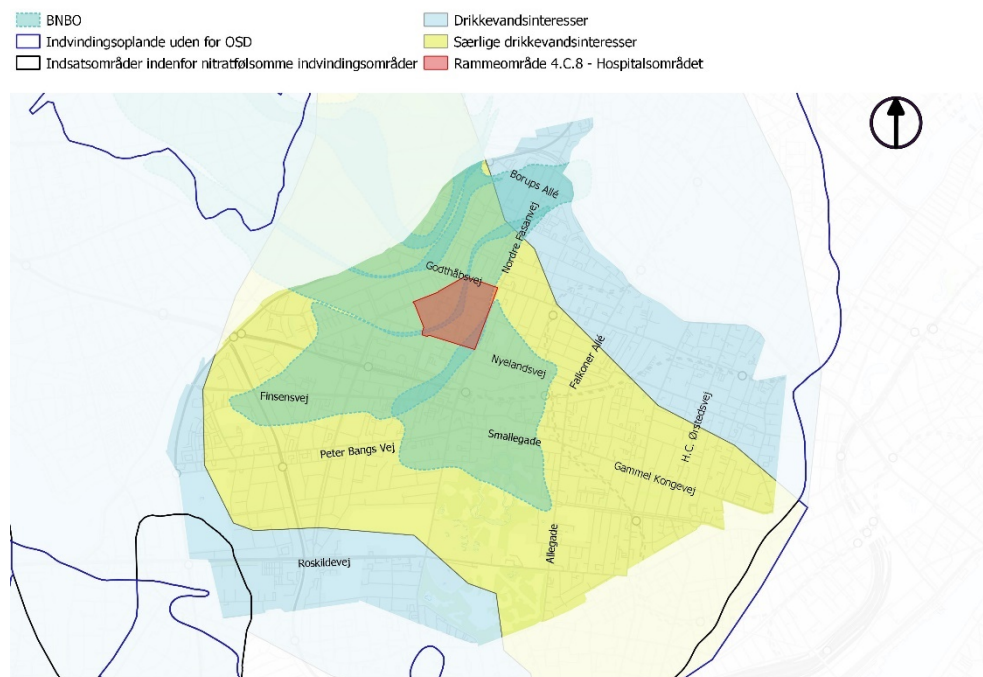 BNBO
Indvindingsoplande uden for OSD
Indsatsområder indenfor nitratfølsomme indvindingsområder
Drikkevandsinteresser
Særlige drikkevandsinteresser
Rammeområde 4.C.8 - Hospitalsområdet
Borups Allé
Nordre Fasanvej
Godthåbsvej
Nyelandsvej
Falkoner Allé
Finsensvej
Smallegade
H.C. Ørstedsvej
Peter Bangs Vej
Gammel Kongevej
Allegade
Roskildevej